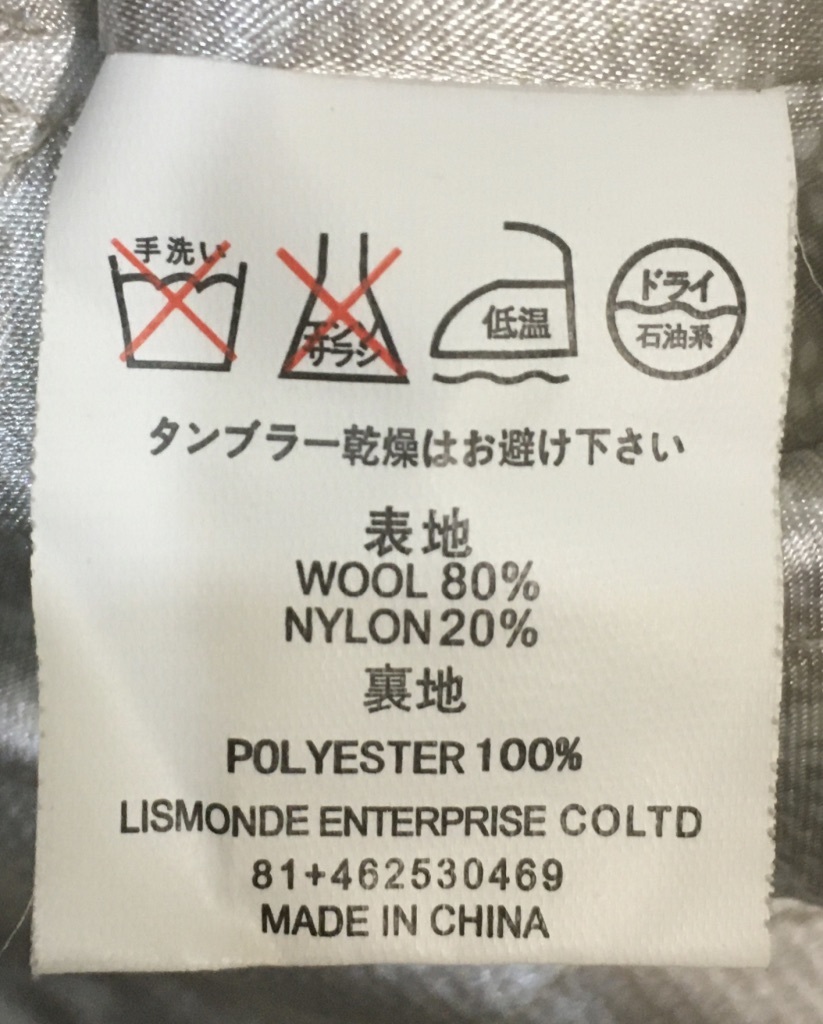 手洗い
エンソ
サラシ
低温
ドライ
石油系
タンブラー乾燥はお避け下さい
表地
WOOL 80%
NYLON 20%
裏地
POLYESTER 100%
LISMONDE ENTERPRISE COLTD
81+462530469
MADE IN CHINA